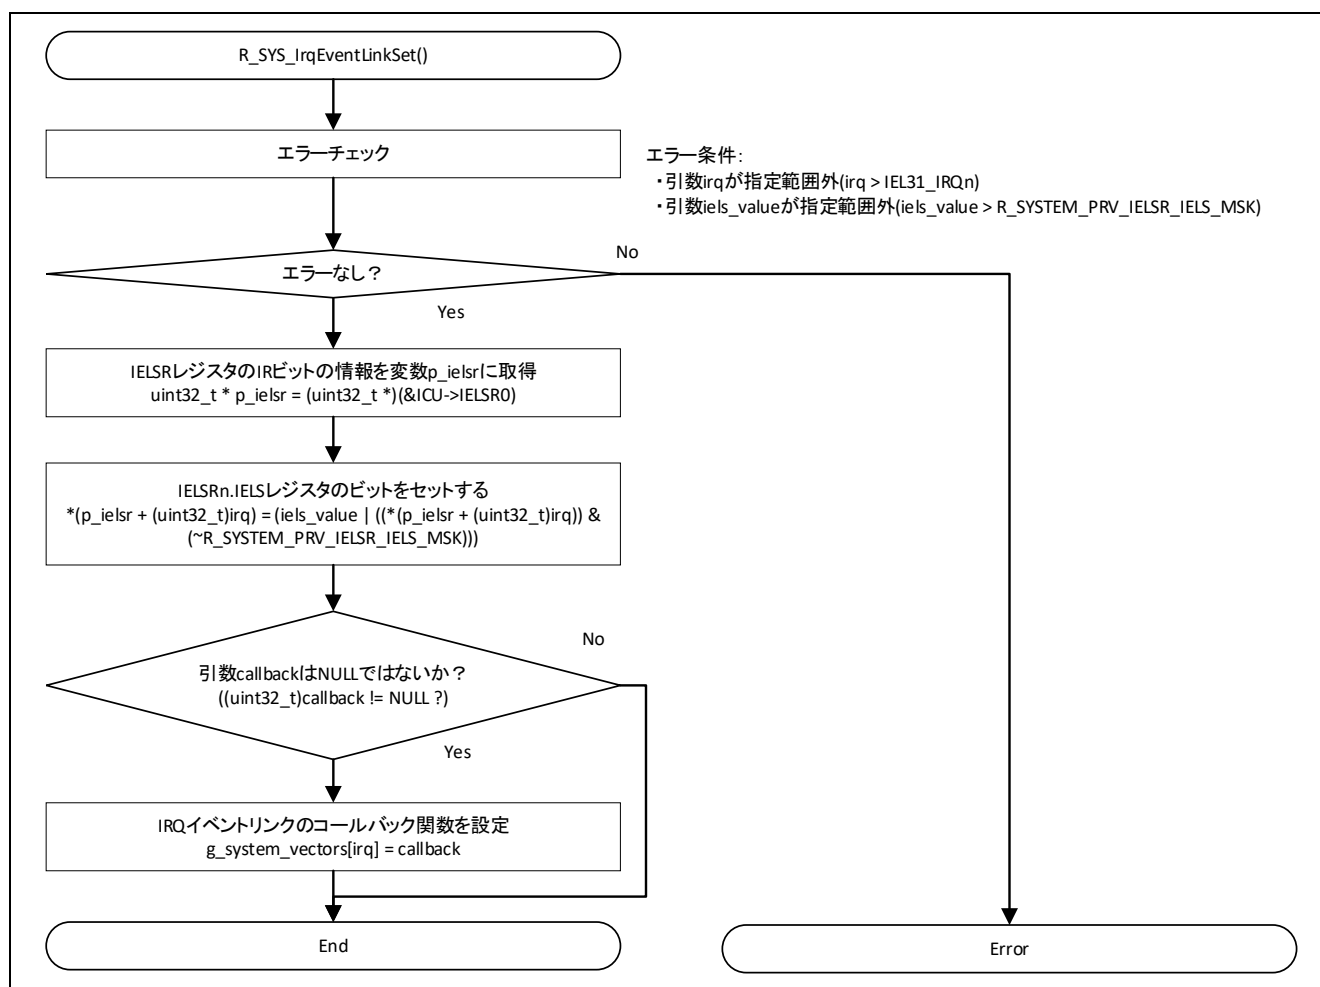 R_SYS_IrqEventLinkSet()
エラーチェック
エラー条件:
・引数irqが指定範囲外(irq > IEL31_IRQn)
・引数iels_valueが指定範囲外(iels_value > R_SYSTEM_PRV_IELSR_IELS_MSK)
エラーなし？
No
Yes
IELSRレジスタのIRビットの情報を変数p_ielsrに取得
uint32_t * p_ielsr = (uint32_t *)(&ICU->IELSR0)
IELSRn.IELSレジスタのビットをセットする
*(p_ielsr + (uint32_t)irq) = (iels_value | ((*(p_ielsr + (uint32_t)irq)) &
(~R_SYSTEM_PRV_IELSR_IELS_MSK)))
No
引数callbackはNULLではないか？
((uint32_t)callback != NULL ?)
Yes
IRQイベントリンクのコールバック関数を設定
g_system_vectors[irq] = callback
End
Error